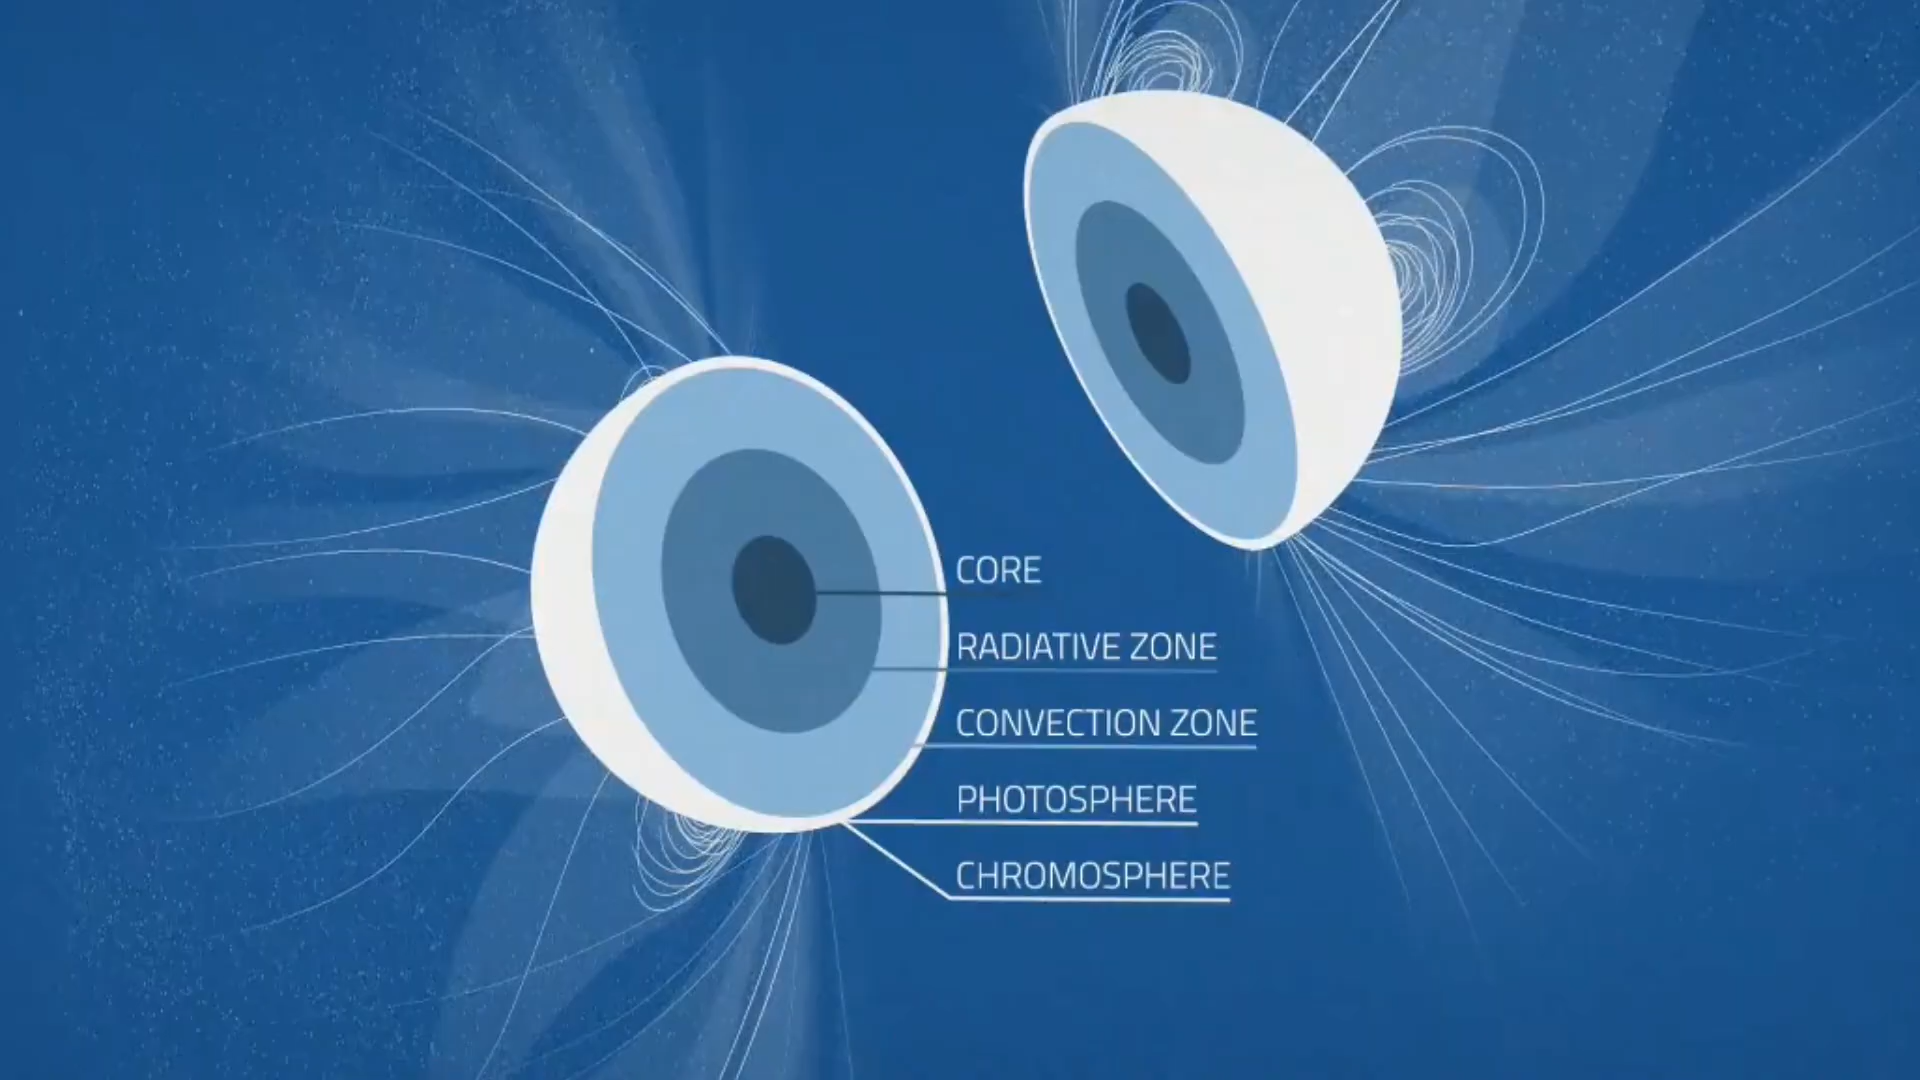 CORE
RADIATIVE ZONE
CONVECTION ZONE
PHOTOSPHERE
CHROMOSPHERE